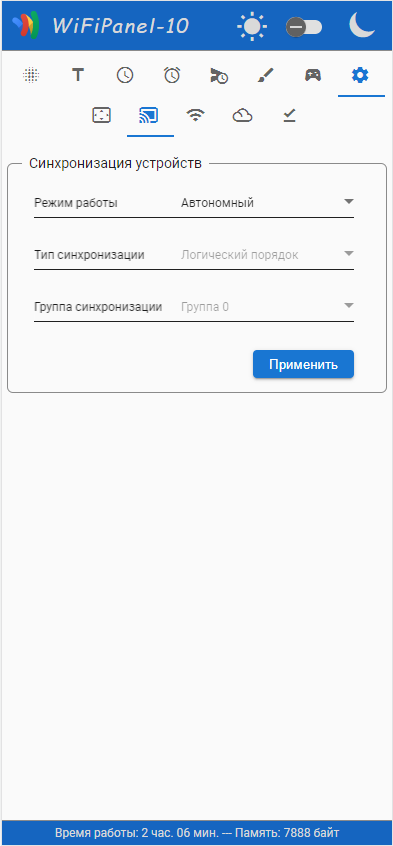 WiFiPanel-10
T
Синхронизация устройств
Режим работы Автономный
Тип синхронизации Логический порядок
Группа синхронизации Группа 0
Применить
Время работы: 2 час. 06 мин. --- Память: 7888 байт